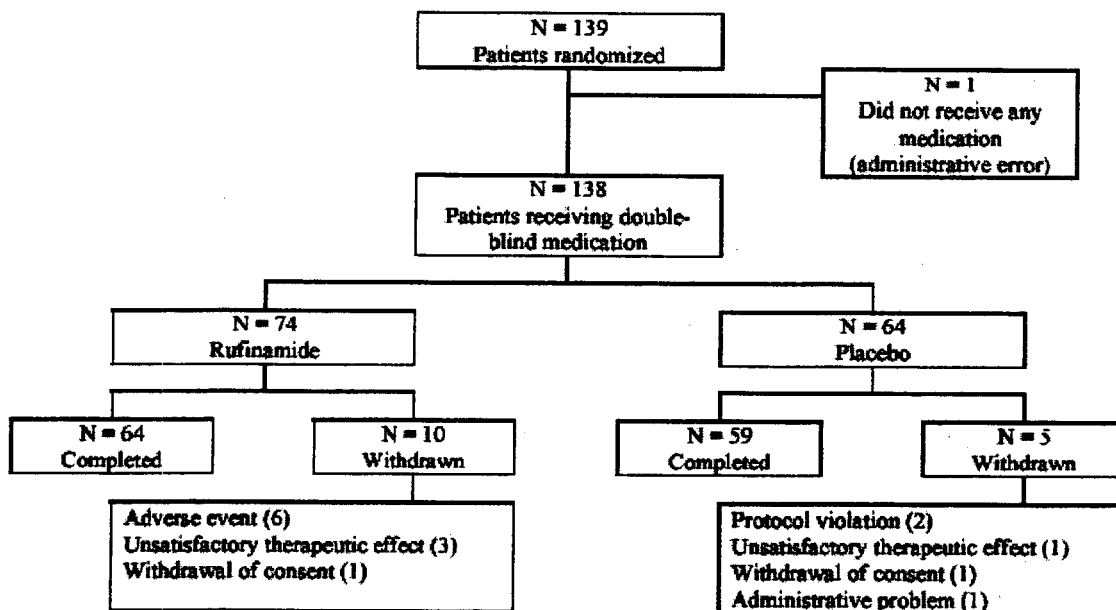 N = 139
Patients randomized
N = 1
Did not receive any
medication
(administrative error)
N = 138
Patients receiving double-
blind medication
N = 74
Rufinamide
N = 64
Placebo
N = 64
Completed
N = 10
Withdrawn
N = 59
Completed
N = 5
Withdrawn
Adverse event (6)
Unsatisfactory therapeutic effect (3)
Withdrawal of consent (1)
Protocol violation (2)
Unsatisfactory therapeutic effect (1)
Withdrawal of consent (1)
Administrative problem (1)